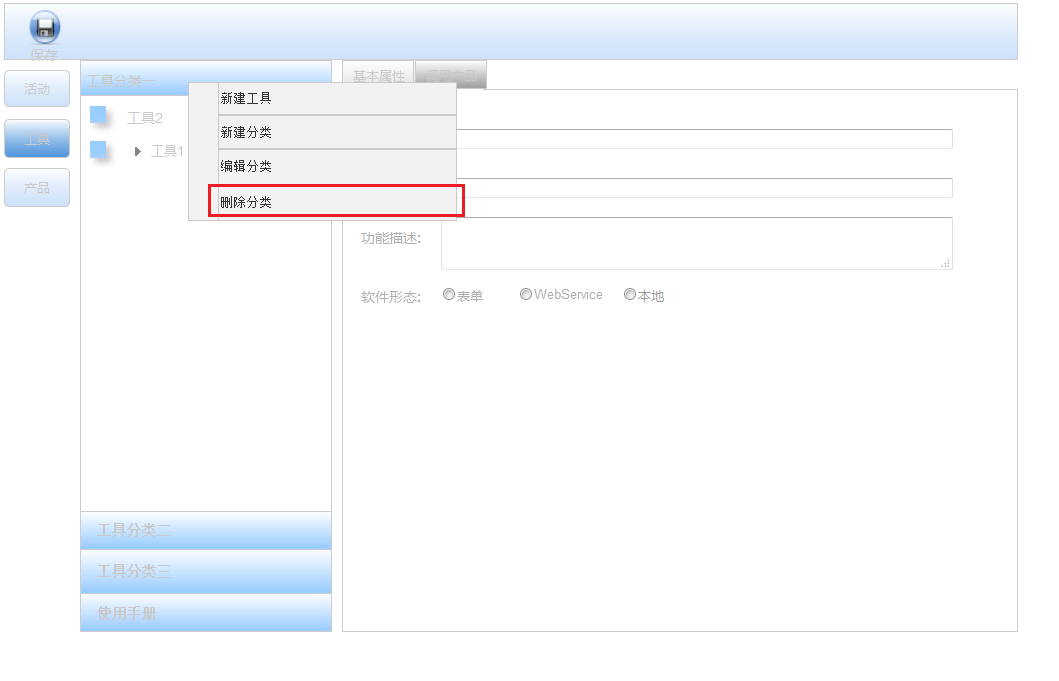 保存
活动
工具
产品
工具分类一
工具2
工具1
工具分类二
工具分类三
使用手册
新建工具
新建分类
编辑分类
删除分类
基本属性
功能描述:
软件形态: 表单 WebService 本地